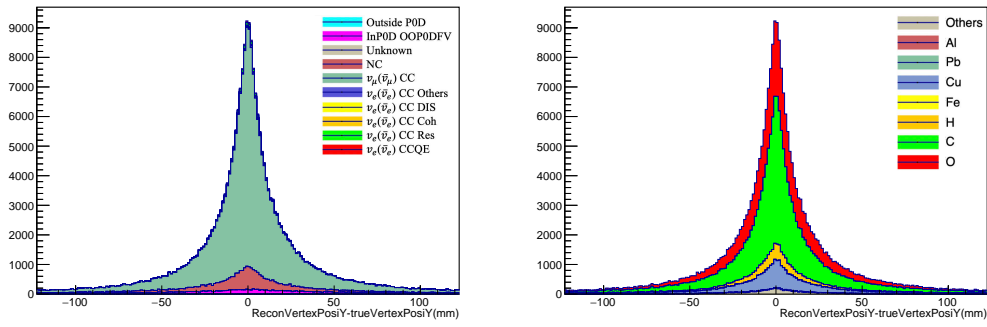 9000
8000
7000
6000
5000
4000
3000
2000
1000
0
−100
−50
0
50
100
ReconVertexPosiY-trueVertexPosiY(mm)
Outside P0D
InP0D OOP0DFV
Unknown
NC
νμ(ν̄μ) CC
νe(ν̄e) CC Others
νe(ν̄e) CC DIS
νe(ν̄e) CC Coh
νe(ν̄e) CC Res
νe(ν̄e) CCQE
9000
8000
7000
6000
5000
4000
3000
2000
1000
0
−100
−50
0
50
100
ReconVertexPosiY-trueVertexPosiY(mm)
Others
Al
Pb
Cu
Fe
H
C
O